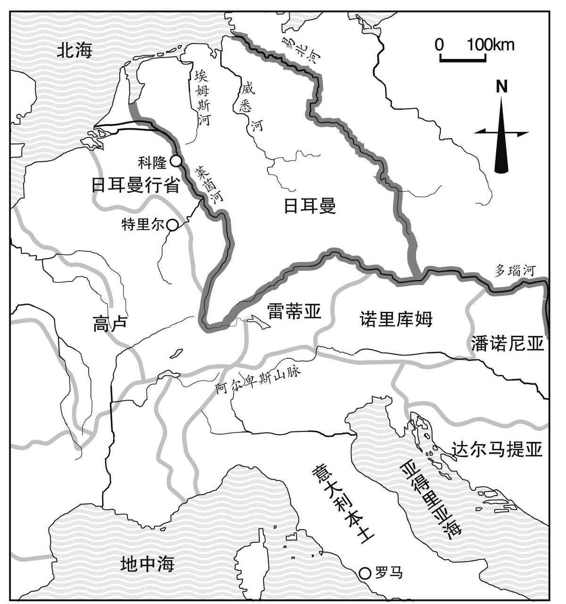 北海
易北河
0 100km
N
埃姆斯河
威悉河
科隆
莱茵河
日耳曼行省
日耳曼
特里尔
多瑙河
雷蒂亚
诺里库姆
高卢
潘诺尼亚
阿尔卑斯山脉
达尔马提亚
意大利本土
亚得里亚海
地中海
罗马